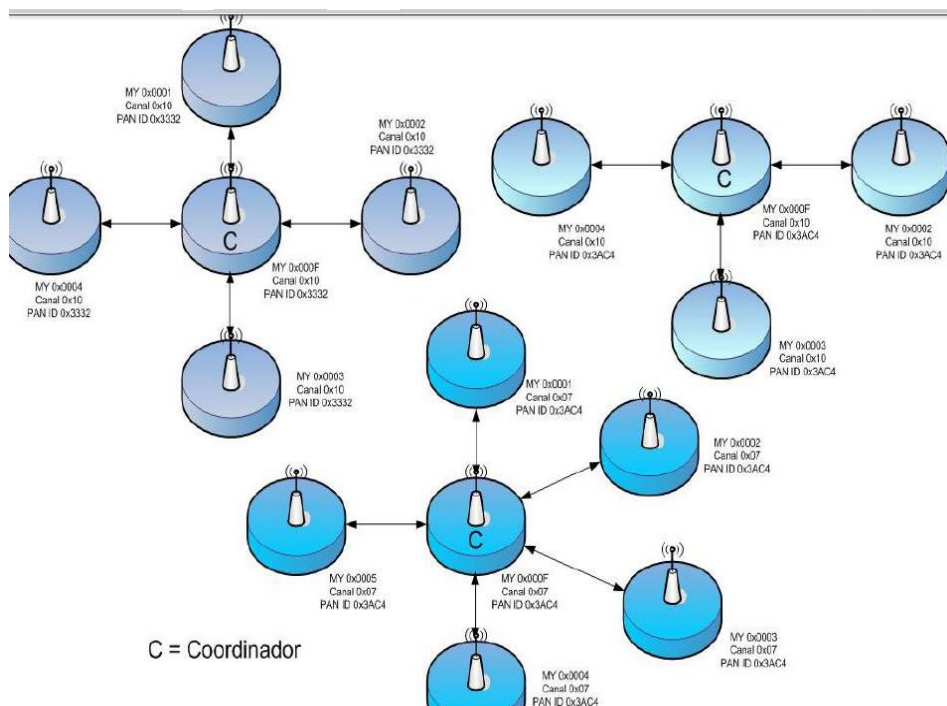 MY 0x0001
Canal 0x10
PAN ID 0x3332
MY 0x0002
Canal 0x10
PAN ID 0x3332
C
MY 0x0004
Canal 0x10
PAN ID 0x3332
MY 0x000F
Canal 0x10
PAN ID 0x3332
MY 0x0003
Canal 0x10
PAN ID 0x3332
C
MY 0x0004
Canal 0x10
PAN ID 0x3AC4
MY 0x000F
Canal 0x10
PAN ID 0x3AC4
MY 0x0002
Canal 0x10
PAN ID 0x3AC4
MY 0x0003
Canal 0x10
PAN ID 0x3AC4
MY 0x0001
Canal 0x07
PAN ID 0x3AC4
MY 0x0002
Canal 0x07
PAN ID 0x3AC4
C
MY 0x0005
Canal 0x07
PAN ID 0x3AC4
MY 0x000F
Canal 0x07
PAN ID 0x3AC4
MY 0x0003
Canal 0x07
PAN ID 0x3AC4
MY 0x0004
Canal 0x07
PAN ID 0x3AC4
C = Coordinador